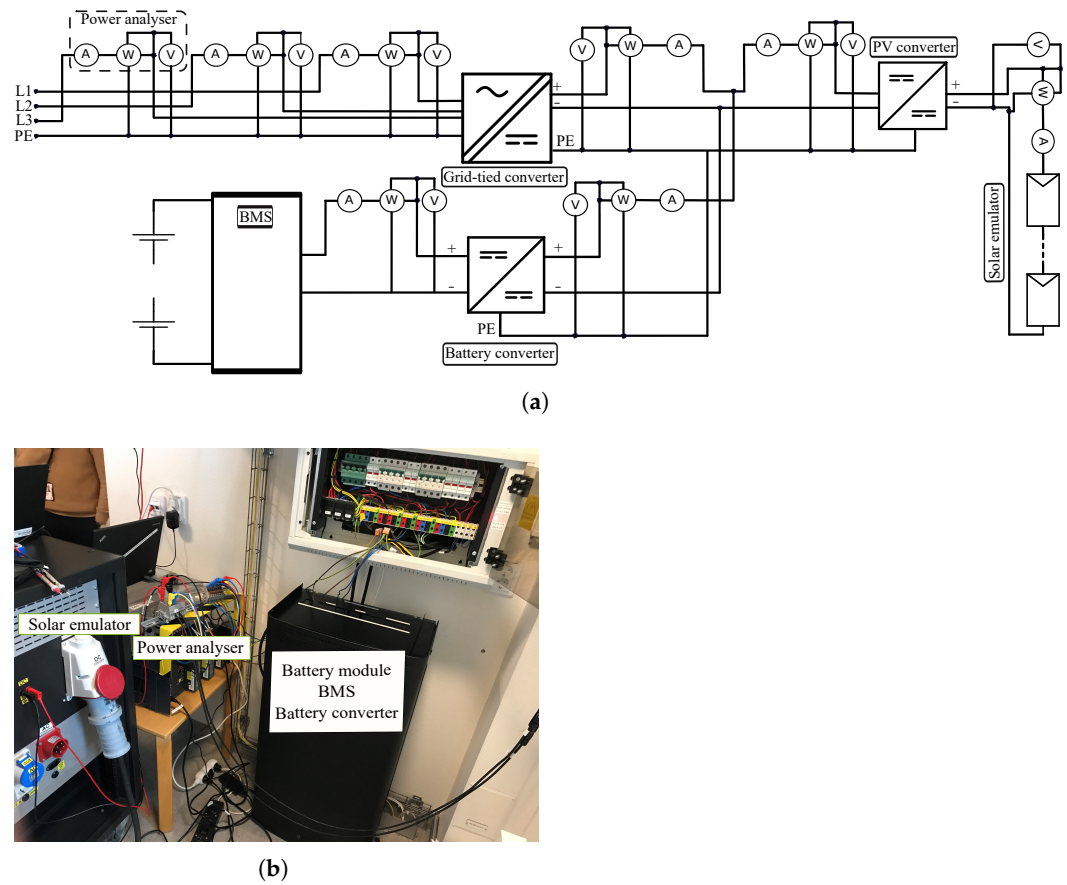 Power analyser
A W V A W V A W V V W A A W V PV converter V
L1
L2
L3
PE
+
-
PE
+
-
W
A
Grid-tied converter
BMS
A W V V W A
+
-
+
-
PE
Battery converter
Solar emulator
(a)
Solar emulator
Power analyser
DC
Battery module
BMS
Battery converter
(b)